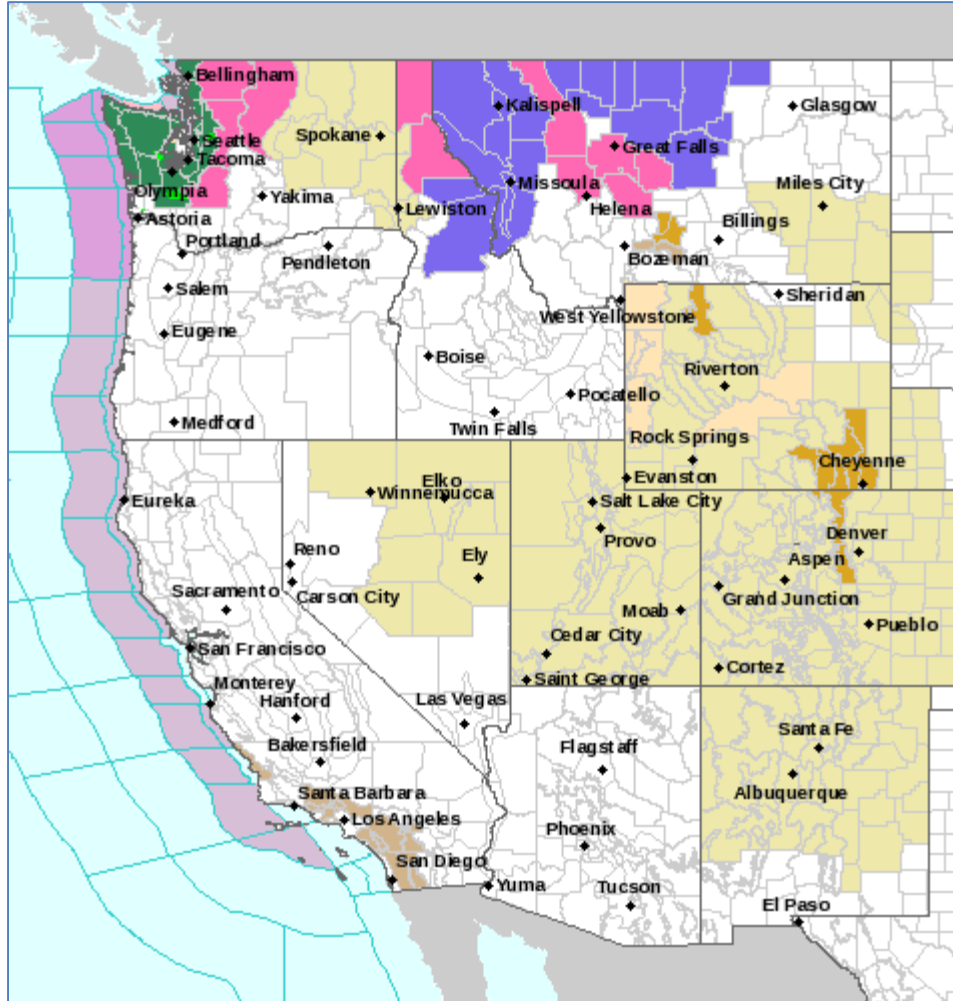 Bellingham
Kalispell
Glasgow
Seattle
Spokane
Great Falls
Tacoma
Missoula
Miles City
Olympia
Yakima
Lewiston
Helena
Astoria
Billings
Portland
Pendleton
Bozeman
Salem
Sheridan
West Yellowstone
Eugene
Boise
Riverton
Pocatello
Medford
Twin Falls
Rock Springs
Cheyenne
Elko
Evanston
Winnemucca
Eureka
Salt Lake City
Denver
Provo
Reno
Ely
Aspen
Sacramento
Carson City
Grand Junction
Moab
Pueblo
Cedar City
San Francisco
Cortez
Saint George
Monterey
Las Vegas
Hanford
Santa Fe
Bakersfield
Flagstaff
Albuquerque
Santa Barbara
Los Angeles
Phoenix
San Diego
Yuma
Tucson
El Paso